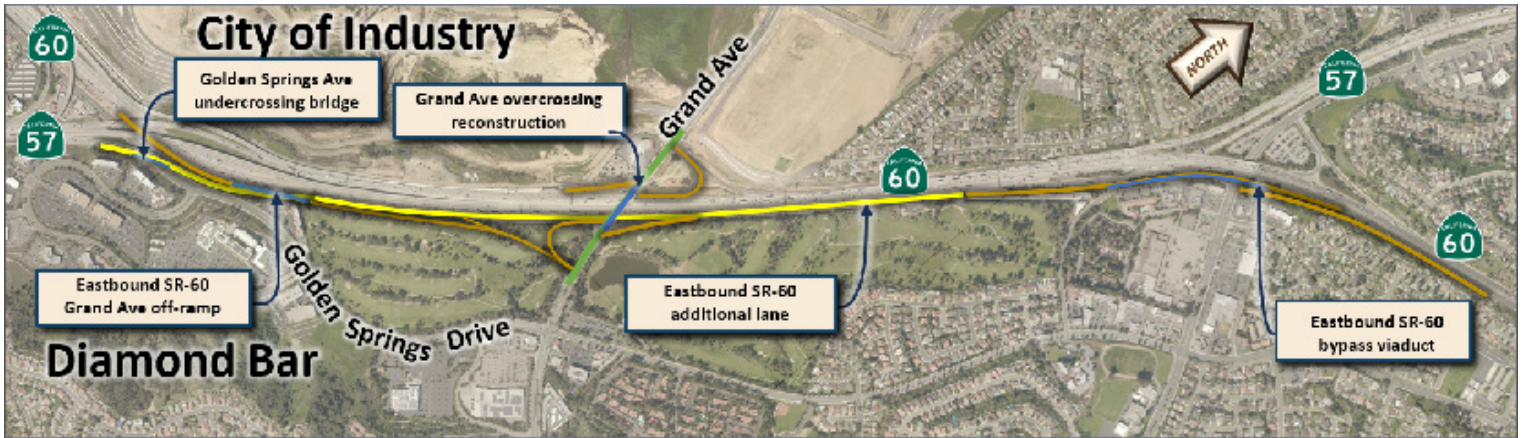 60
City of Industry
Golden Springs Ave
undercrossing bridge
Grand Ave overcrossing
reconstruction
Grand Ave
NORTH
57
57
60
60
Eastbound SR-60
Grand Ave off-ramp
Golden Springs Drive
Eastbound SR-60
additional lane
Eastbound SR-60
bypass viaduct
Diamond Bar